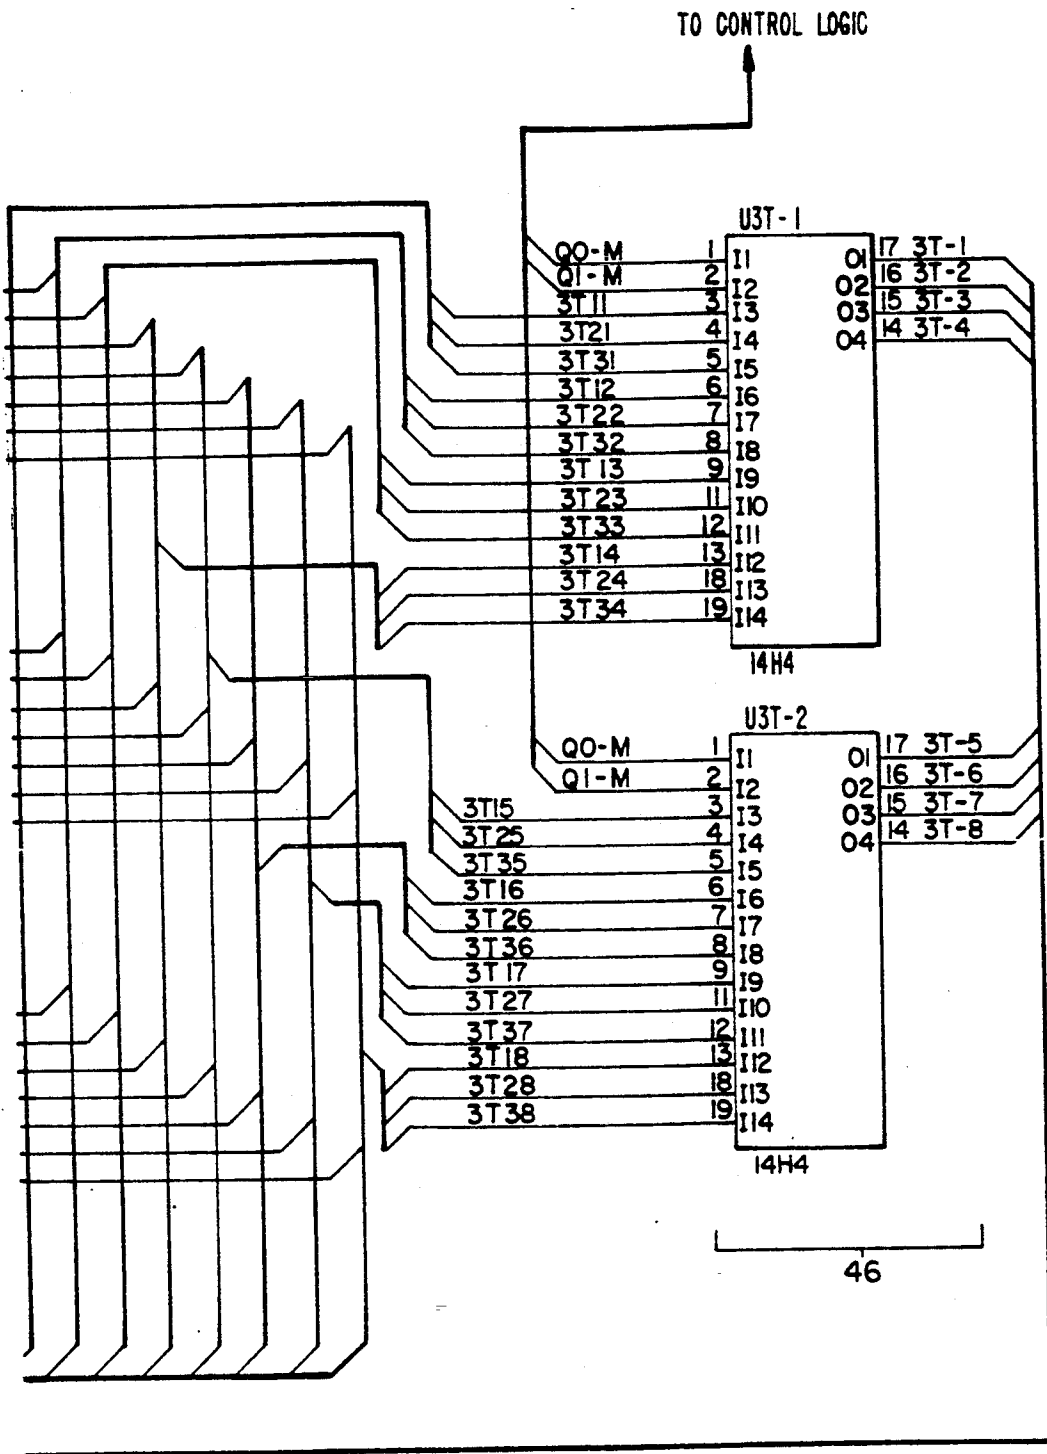 TO CONTROL LOGIC
U3T-1
Q0-M 1 I1 O1 17 3T-1
Q1-M 2 I2 O2 16 3T-2
3T11 3 I3 O3 15 3T-3
3T21 4 I4 O4 14 3T-4
3T31 5 I5
3T12 6 I6
3T22 7 I7
3T32 8 I8
3T13 9 I9
3T23 11 I10
3T33 12 I11
3T14 13 I12
3T24 18 I13
3T34 19 I14
14H4
U3T-2
Q0-M 1 I1 O1 17 3T-5
Q1-M 2 I2 O2 16 3T-6
3T15 3 I3 O3 15 3T-7
3T25 4 I4 O4 14 3T-8
3T35 5 I5
3T16 6 I6
3T26 7 I7
3T36 8 I8
3T17 9 I9
3T27 11 I10
3T37 12 I11
3T18 13 I12
3T28 18 I13
3T38 19 I14
14H4
46